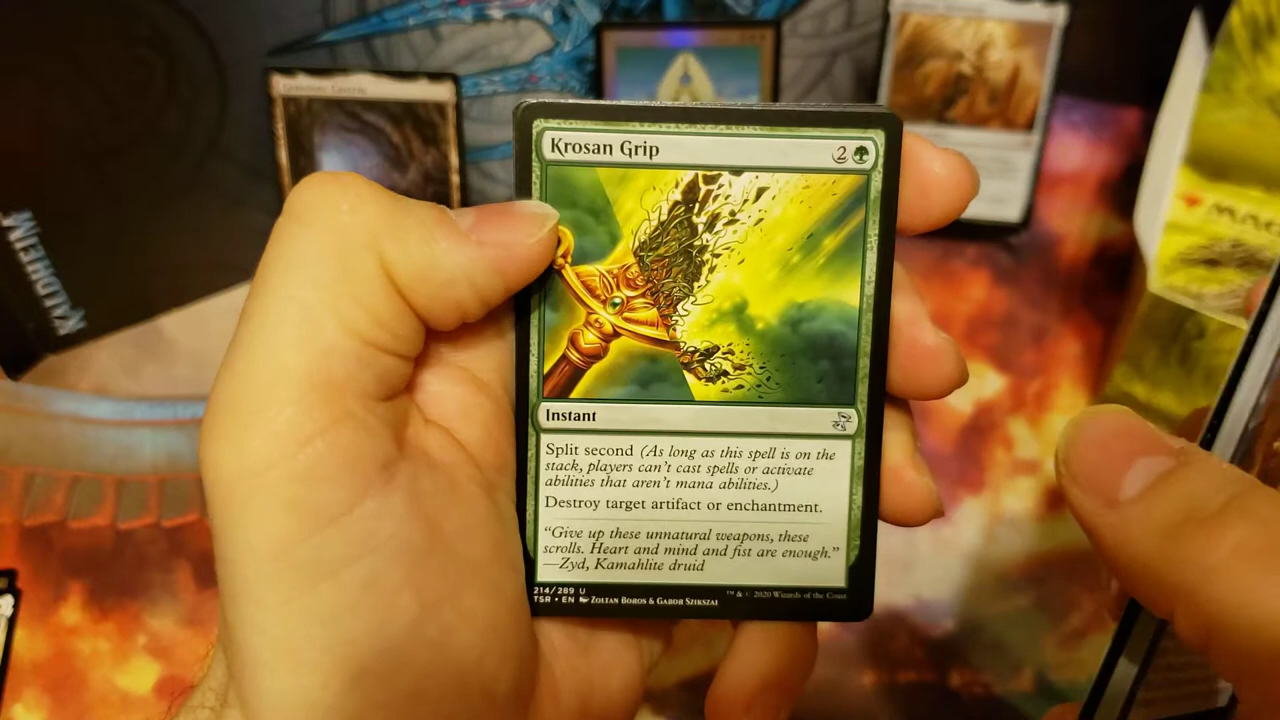 Krosan Grip 2
Instant
Split second (As long as this spell is on the
stack, players can't cast spells or activate
abilities that aren't mana abilities.)
Destroy target artifact or enchantment.
"Give up these unnatural weapons, these
scrolls. Heart and mind and fist are enough."
—Zyd, Kamahlite druid
214/289 U
TSR • EN Zoltan Boros & Gabor Szikszai
™ & © 2020 Wizards of the Coast
KALDHEIM